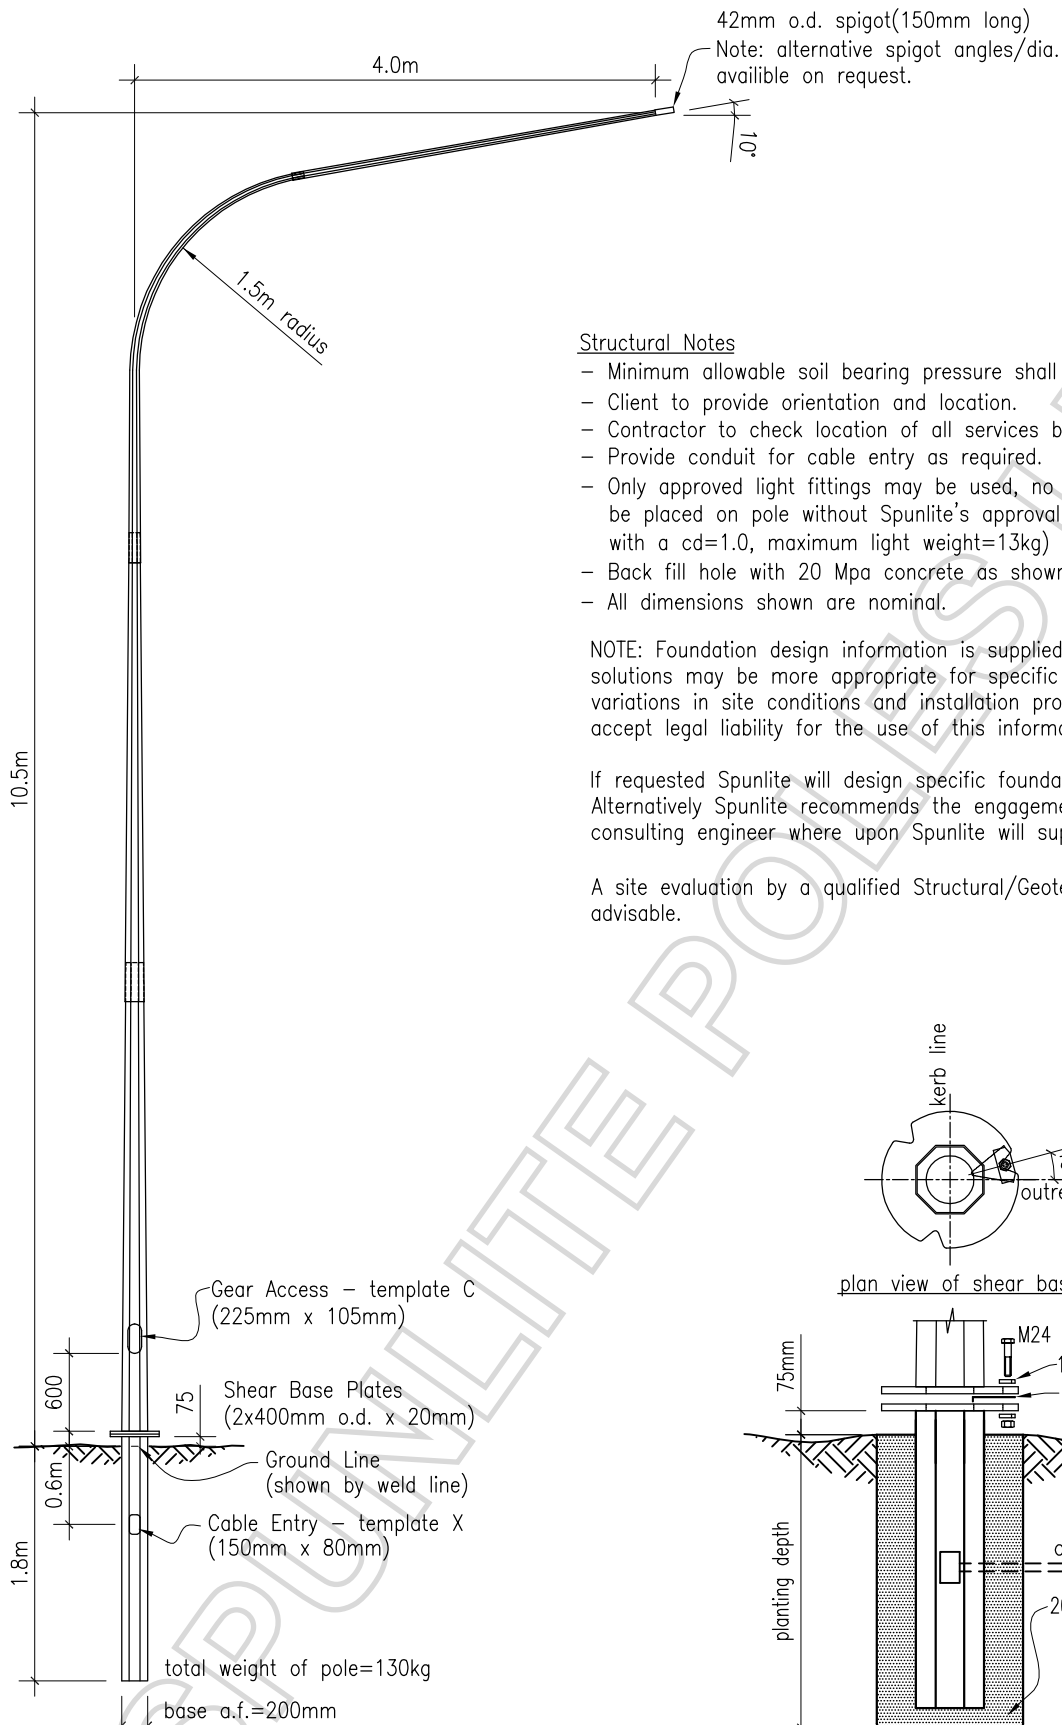 42mm o.d. spigot(150mm long)
Note: alternative spigot angles/dia.
availible on request.
4.0m
10°
1.5m radius
10.5m
Structural Notes
– Minimum allowable soil bearing pressure shall
– Client to provide orientation and location.
– Contractor to check location of all services b
– Provide conduit for cable entry as required.
– Only approved light fittings may be used, no
be placed on pole without Spunlite's approval
with a cd=1.0, maximum light weight=13kg)
– Back fill hole with 20 Mpa concrete as shown
– All dimensions shown are nominal.
NOTE: Foundation design information is supplied
solutions may be more appropriate for specific
variations in site conditions and installation pro
accept legal liability for the use of this informa
If requested Spunlite will design specific founda
Alternatively Spunlite recommends the engageme
consulting engineer where upon Spunlite will sup
A site evaluation by a qualified Structural/Geote
advisable.
SPUNLITE POLES
kerb line
outre
plan view of shear bas
Gear Access – template C
(225mm x 105mm)
600
75
Shear Base Plates
(2x400mm o.d. x 20mm)
Ground Line
(shown by weld line)
0.6m
Cable Entry – template X
(150mm x 80mm)
1.8m
total weight of pole=130kg
base a.f.=200mm
M24
1
75mm
planting depth
c
20